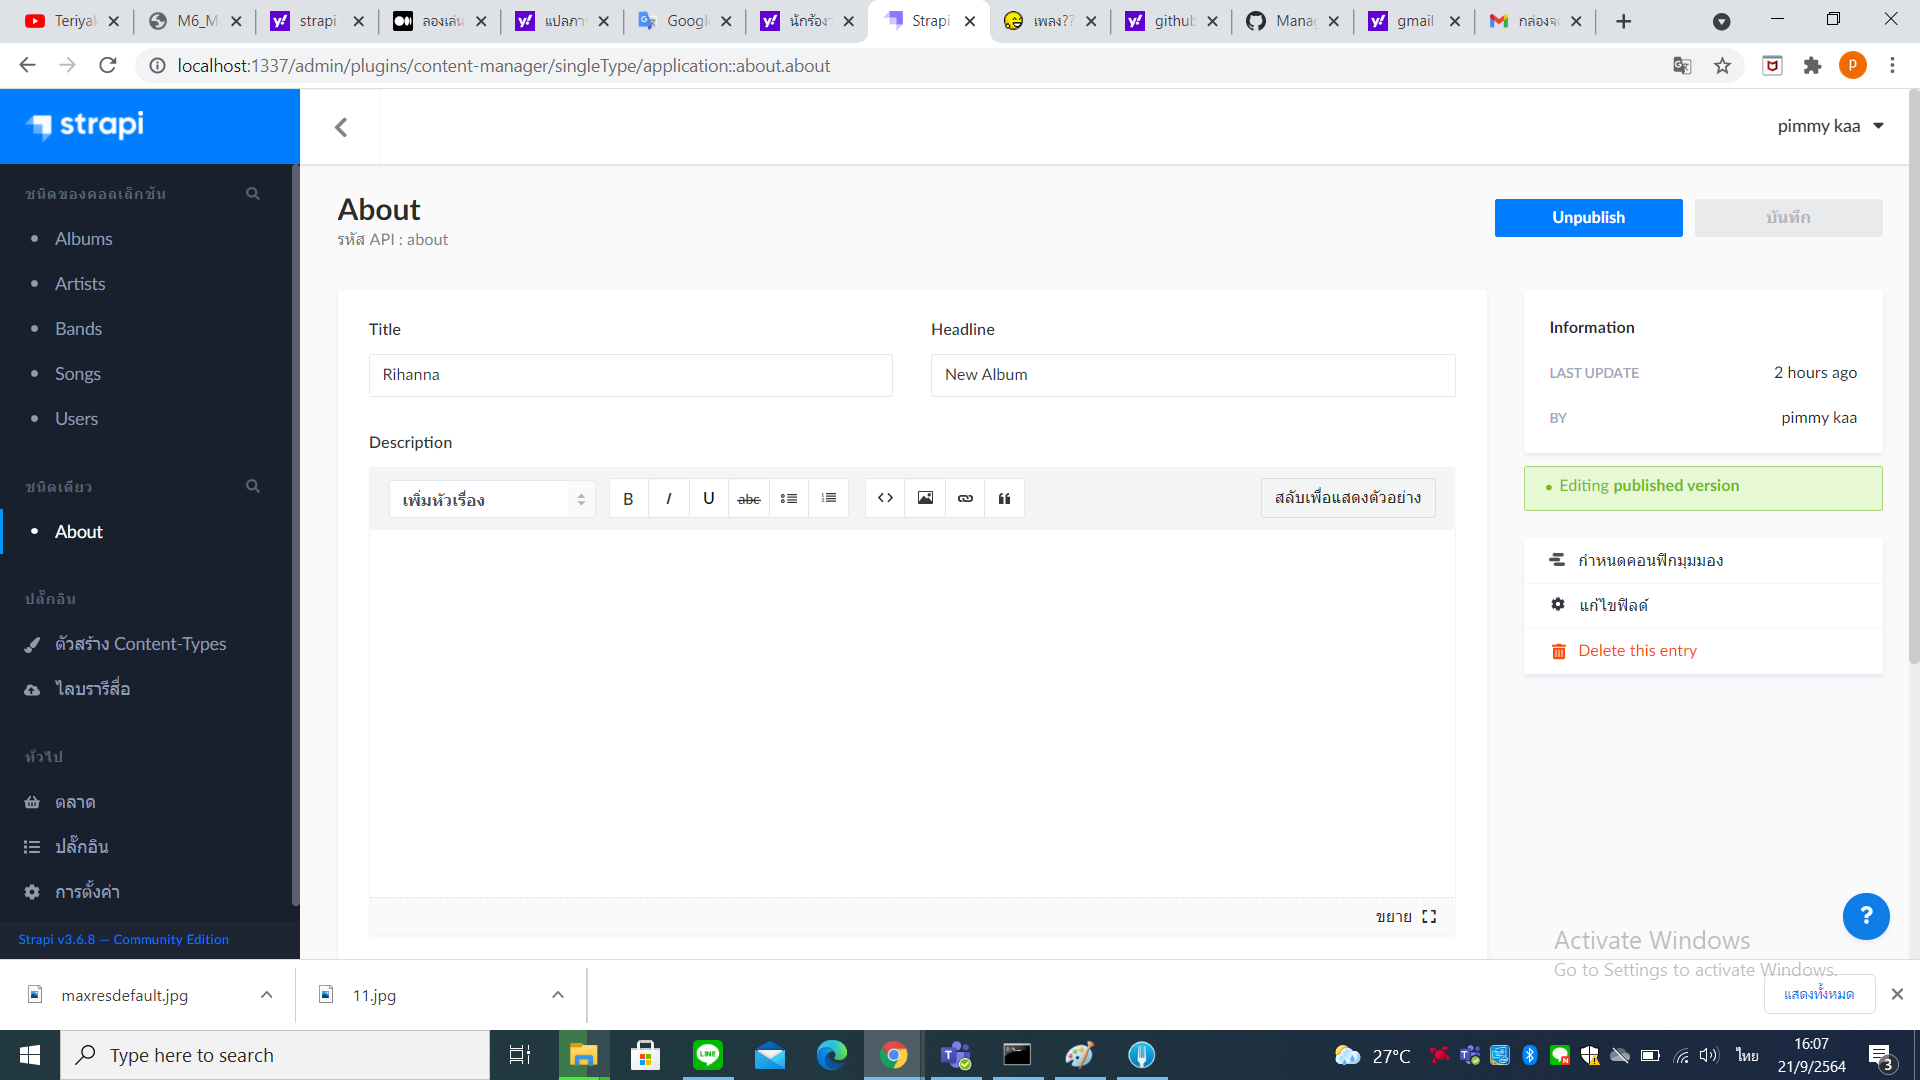 Teriyak
M6_M
strapi
ลองเล่น
แปลภา
Google
นักร้อง
Strapi
เพลง??
github
Manag
gmail
กล่องจด
localhost:1337/admin/plugins/content-manager/singleType/application::about.about
P
strapi
pimmy kaa
ชนิดของคอลเล็กชัน
Albums
Artists
Bands
Songs
Users
ชนิดเดียว
About
ปลั๊กอิน
ตัวสร้าง Content-Types
ไลบรารีสื่อ
ทั่วไป
ตลาด
ปลั๊กอิน
การตั้งค่า
Strapi v3.6.8 — Community Edition
About
รหัส API : about
Unpublish
บันทึก
Title
Headline
Rihanna
New Album
Description
เพิ่มหัวเรื่อง
B I U abc
สลับเพื่อแสดงตัวอย่าง
ขยาย
Information
LAST UPDATE
2 hours ago
BY
pimmy kaa
Editing published version
กำหนดคอนฟิกมุมมอง
แก้ไขฟิลด์
Delete this entry
?
Activate Windows
Go to Settings to activate Windows.
maxresdefault.jpg
11.jpg
แสดงทั้งหมด
Type here to search
LINE
27°C
ไทย
16:07
21/9/2564
3